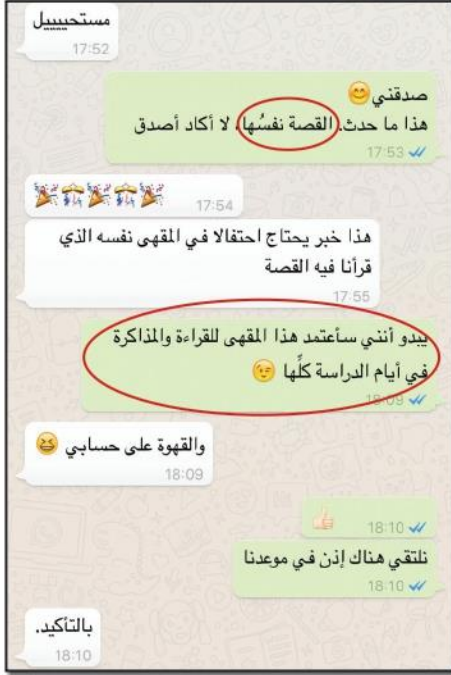 مستحيييييل
17:52
صدقني😊
هذا ما حدث. القصة نفسُها، لا أكاد أصدق
17:53
🎉🎊🎉🎊🎉
17:54
هذا خبر يحتاج احتفالا في المقهى نفسه الذي
قرأنا فيه القصة
17:55
يبدو أنني سأعتمد هذا المقهى للقراءة والمذاكرة
في أيام الدراسة كلِّها 😉
18:09
والقهوة على حسابي 😆
18:09
👍🏻
18:10
نلتقي هناك إذن في موعدنا
18:10
بالتأكيد.
18:10